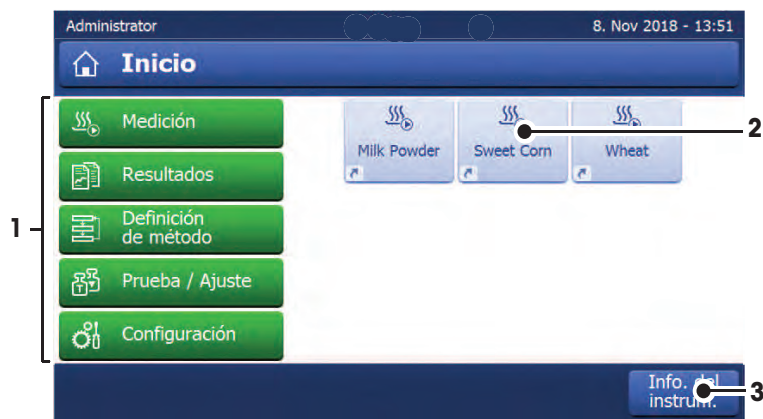 Administrator
8. Nov 2018 - 13:51
Inicio
Medición
Resultados
Definición
de método
Prueba / Ajuste
Configuración
Milk Powder
Sweet Corn
Wheat
Info. del
instrum.
1
2
3